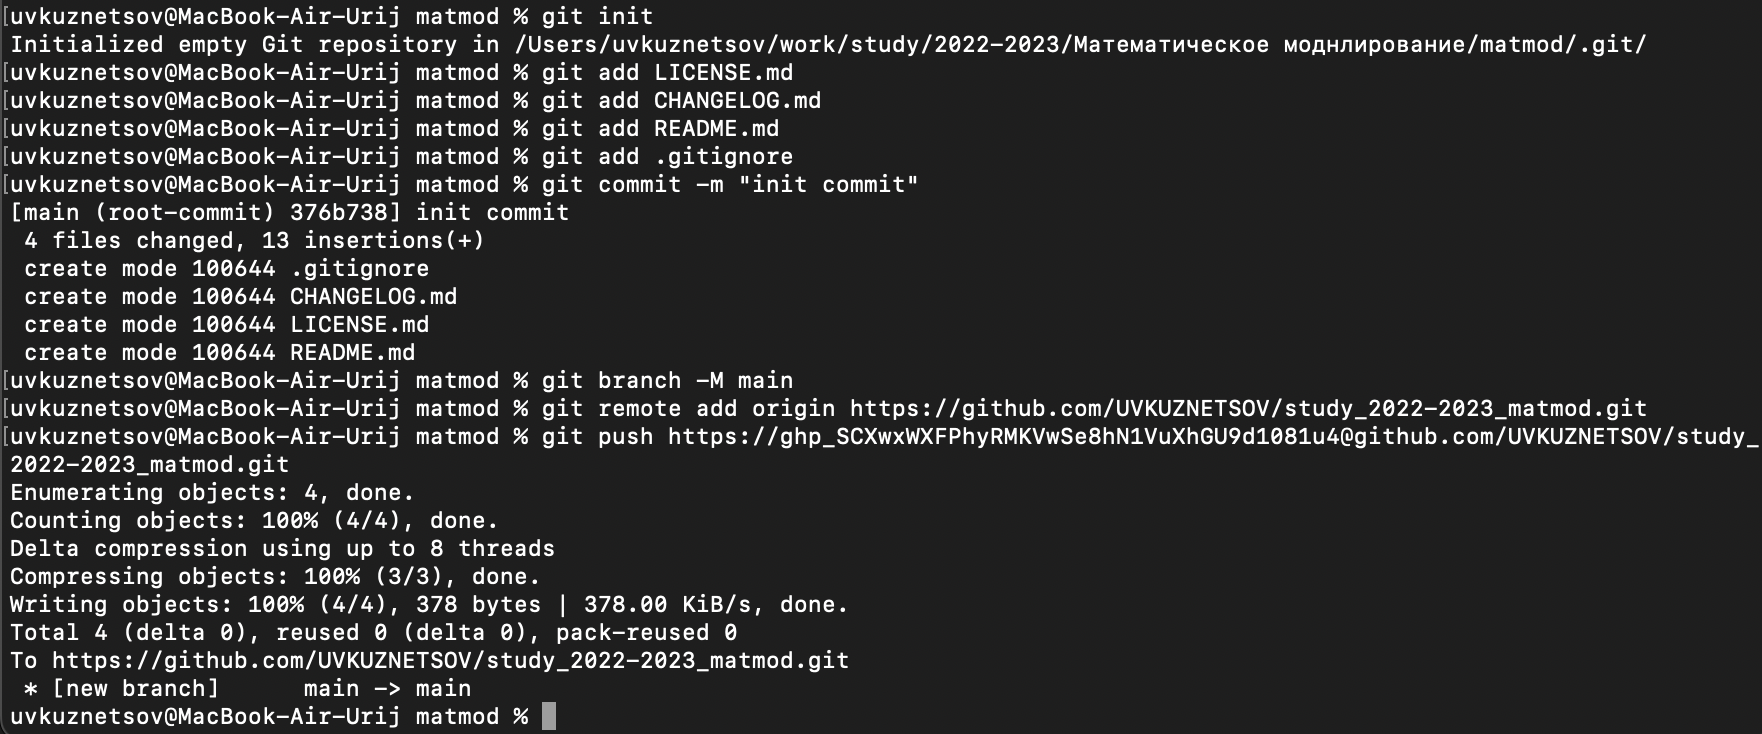 [uvkuznetsov@MacBook-Air-Urij matmod % git init
Initialized empty Git repository in /Users/uvkuznetsov/work/study/2022-2023/Математическое моднлирование/matmod/.git/
[uvkuznetsov@MacBook-Air-Urij matmod % git add LICENSE.md
[uvkuznetsov@MacBook-Air-Urij matmod % git add CHANGELOG.md
[uvkuznetsov@MacBook-Air-Urij matmod % git add README.md
[uvkuznetsov@MacBook-Air-Urij matmod % git add .gitignore
[uvkuznetsov@MacBook-Air-Urij matmod % git commit -m "init commit"
[main (root-commit) 376b738] init commit
 4 files changed, 13 insertions(+)
 create mode 100644 .gitignore
 create mode 100644 CHANGELOG.md
 create mode 100644 LICENSE.md
 create mode 100644 README.md
[uvkuznetsov@MacBook-Air-Urij matmod % git branch -M main
[uvkuznetsov@MacBook-Air-Urij matmod % git remote add origin https://github.com/UVKUZNETSOV/study_2022-2023_matmod.git
[uvkuznetsov@MacBook-Air-Urij matmod % git push https://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@github.com/UVKUZNETSOV/study_
2022-2023_matmod.git
Enumerating objects: 4, done.
Counting objects: 100% (4/4), done.
Delta compression using up to 8 threads
Compressing objects: 100% (3/3), done.
Writing objects: 100% (4/4), 378 bytes | 378.00 KiB/s, done.
Total 4 (delta 0), reused 0 (delta 0), pack-reused 0
To https://github.com/UVKUZNETSOV/study_2022-2023_matmod.git
 * [new branch]      main -> main
uvkuznetsov@MacBook-Air-Urij matmod %